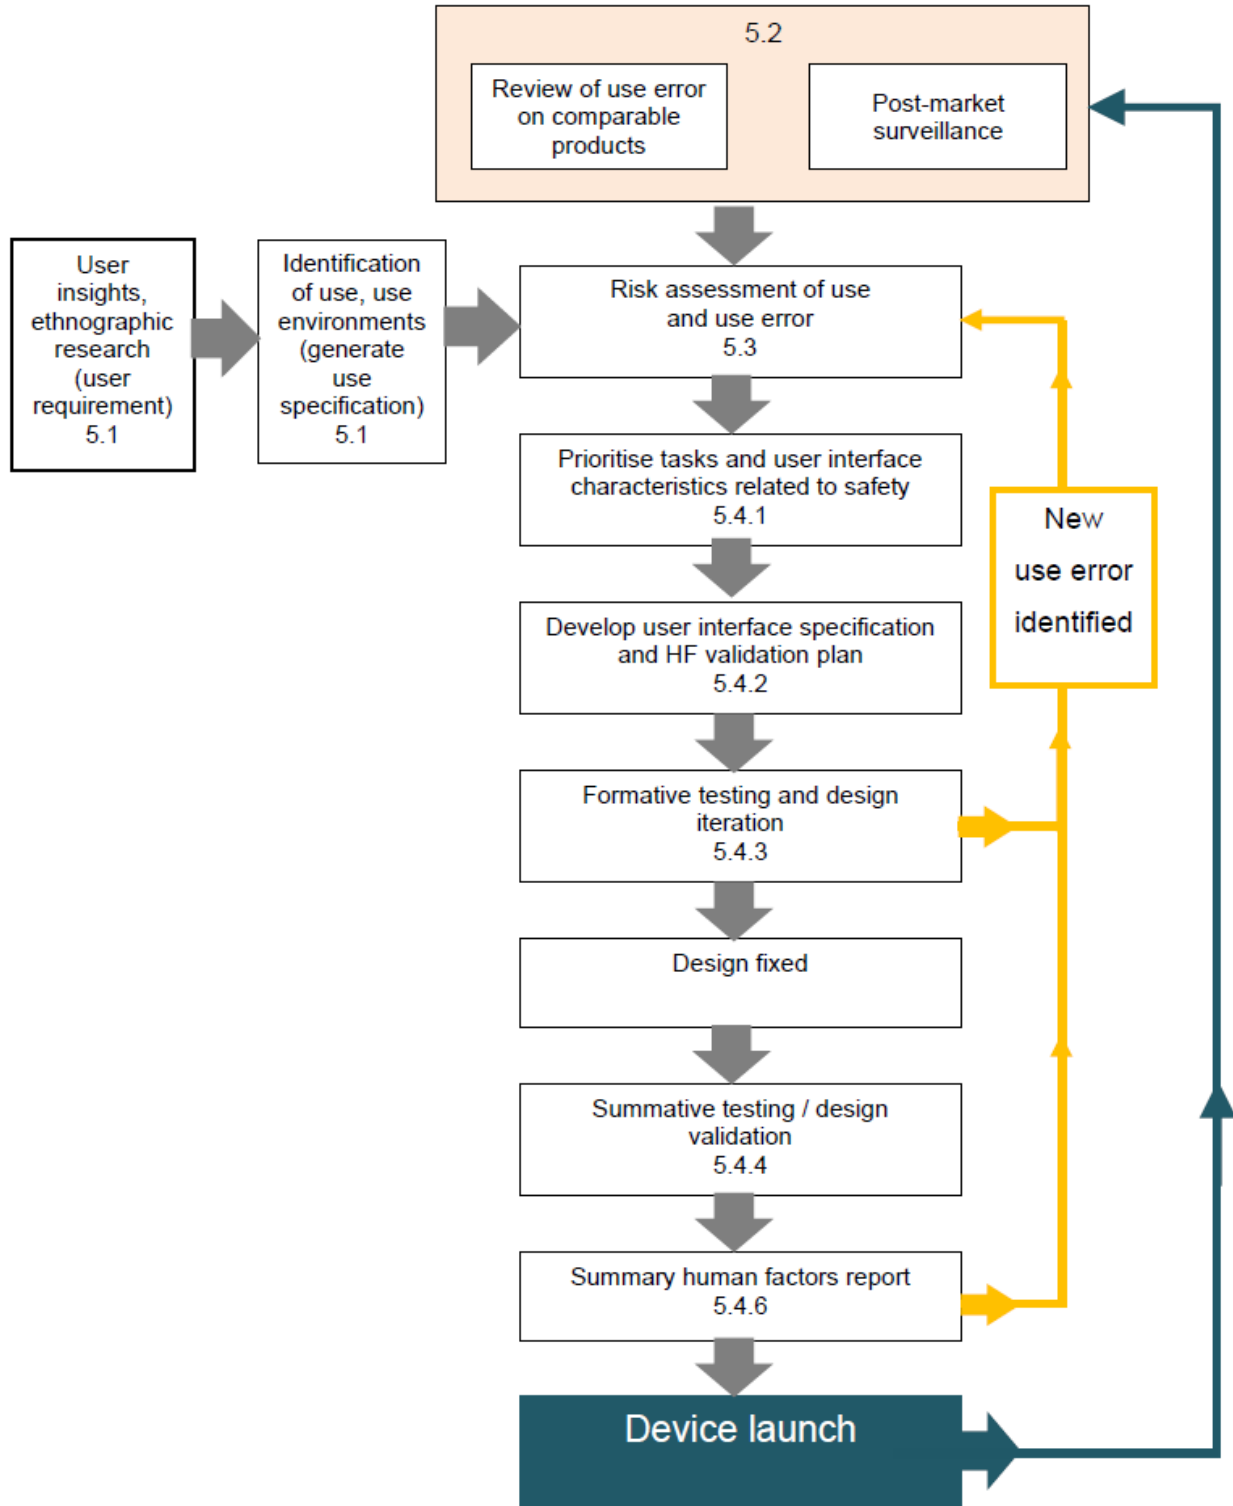 5.2
Review of use error
on comparable
products
Post-market
surveillance
User
insights,
ethnographic
research
(user
requirement)
5.1
Identification
of use, use
environments
(generate
use
specification)
5.1
Risk assessment of use
and use error
5.3
Prioritise tasks and user interface
characteristics related to safety
5.4.1
New
use error
identified
Develop user interface specification
and HF validation plan
5.4.2
Formative testing and design
iteration
5.4.3
Design fixed
Summative testing / design
validation
5.4.4
Summary human factors report
5.4.6
Device launch